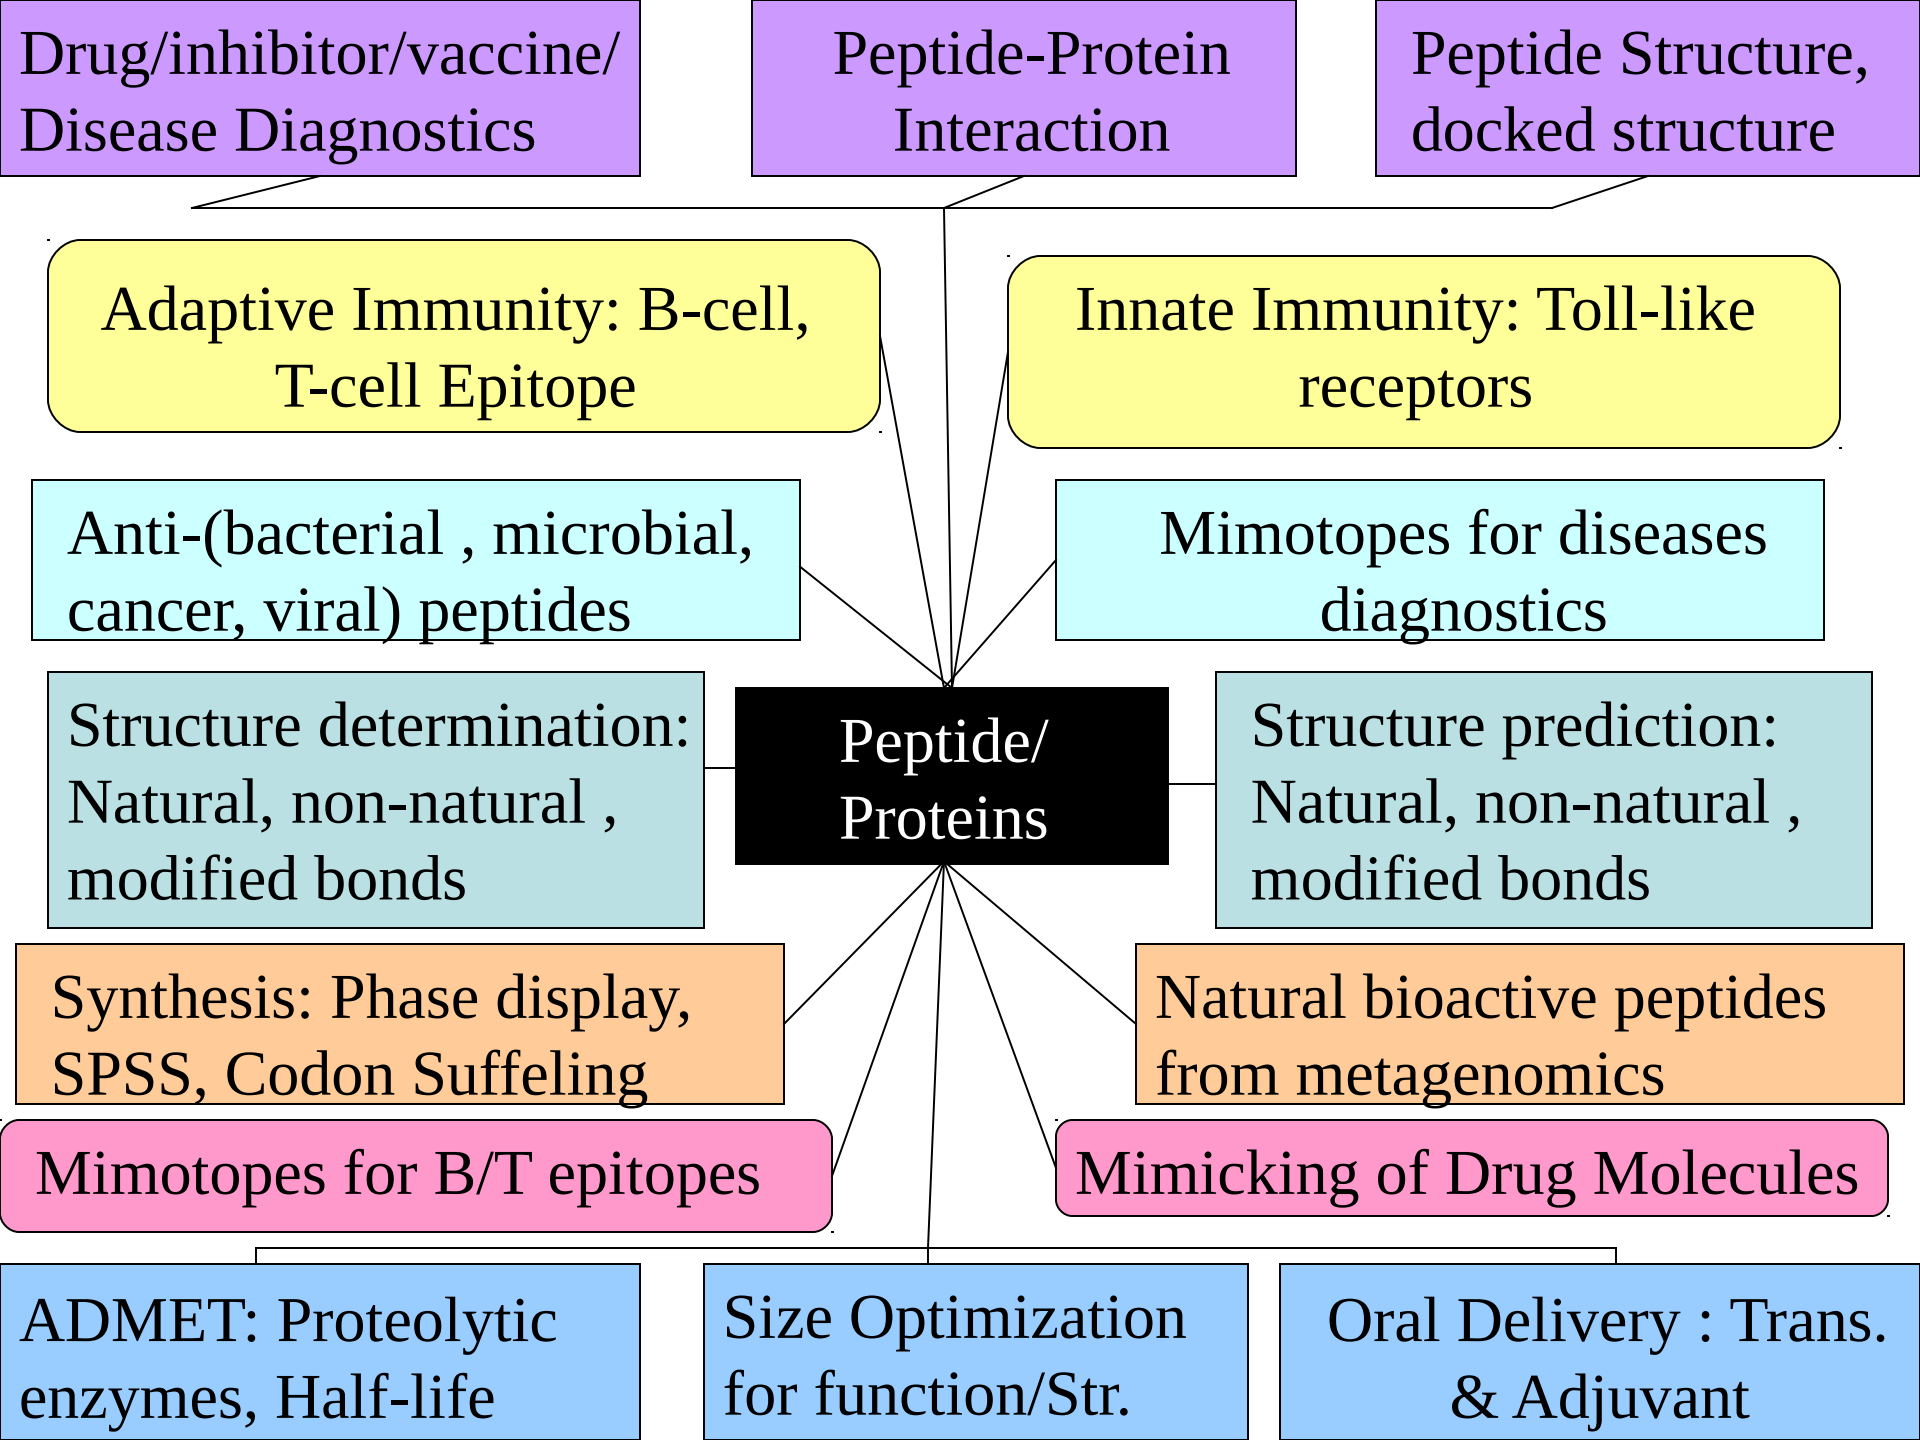 Drug/inhibitor/vaccine/
Disease Diagnostics
Peptide-Protein
Interaction
Peptide Structure,
docked structure
Adaptive Immunity: B-cell,
T-cell Epitope
Innate Immunity: Toll-like
receptors
Anti-(bacterial , microbial,
cancer, viral) peptides
Mimotopes for diseases
diagnostics
Structure determination:
Natural, non-natural ,
modified bonds
Peptide/
Proteins
Structure prediction:
Natural, non-natural ,
modified bonds
Synthesis: Phase display,
SPSS, Codon Suffeling
Natural bioactive peptides
from metagenomics
Mimotopes for B/T epitopes
Mimicking of Drug Molecules
ADMET: Proteolytic
enzymes, Half-life
Size Optimization
for function/Str.
Oral Delivery : Trans.
& Adjuvant